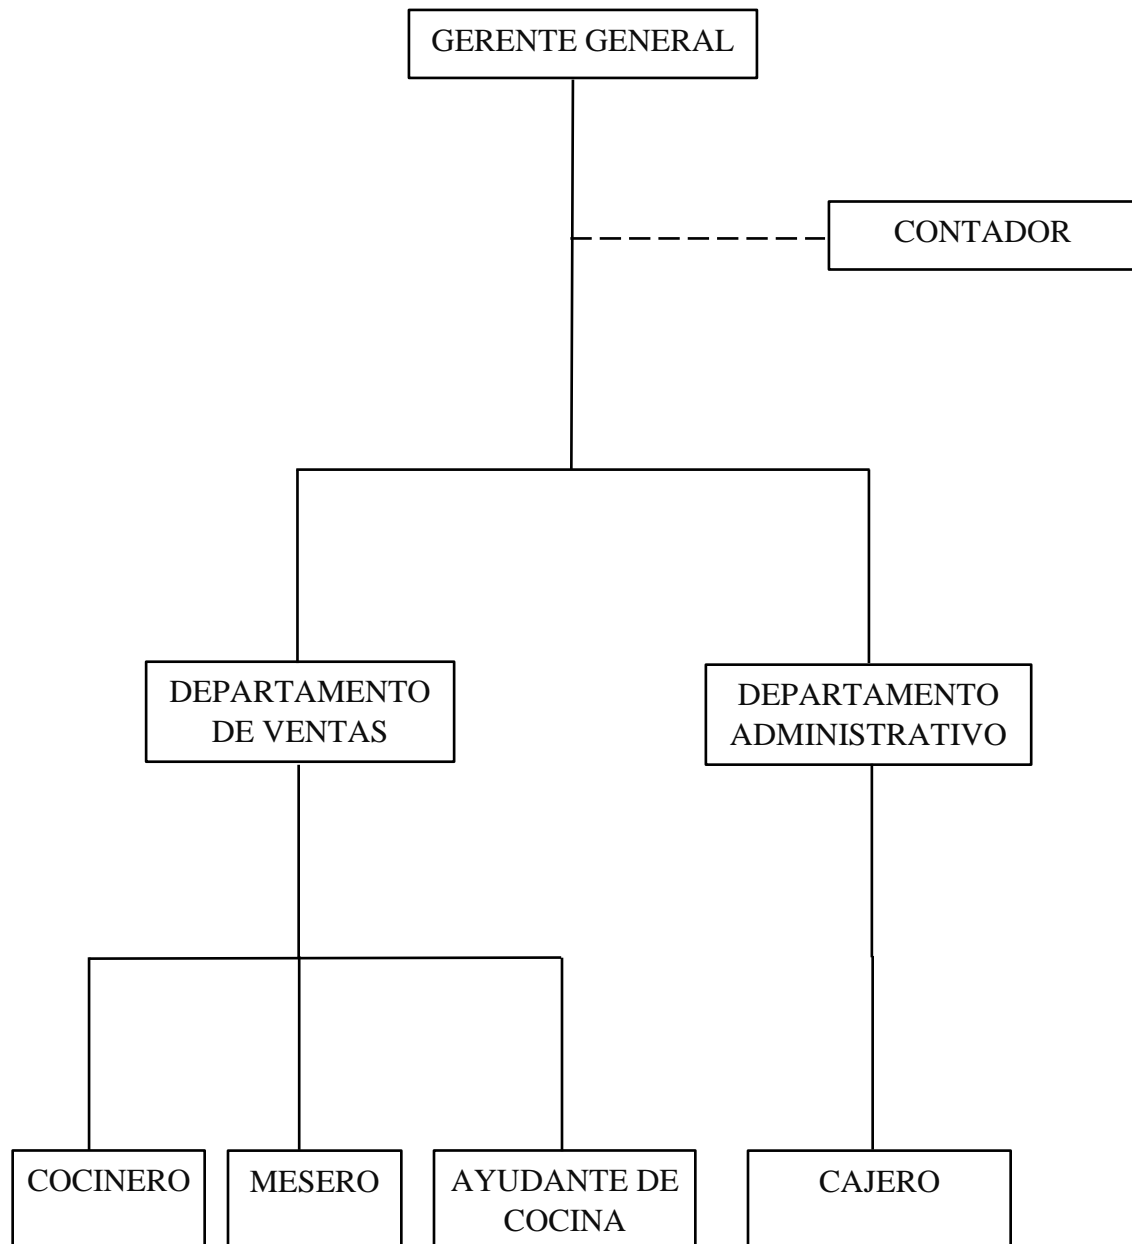 GERENTE GENERAL
CONTADOR
DEPARTAMENTO
DE VENTAS
DEPARTAMENTO
ADMINISTRATIVO
COCINERO
MESERO
AYUDANTE DE
COCINA
CAJERO